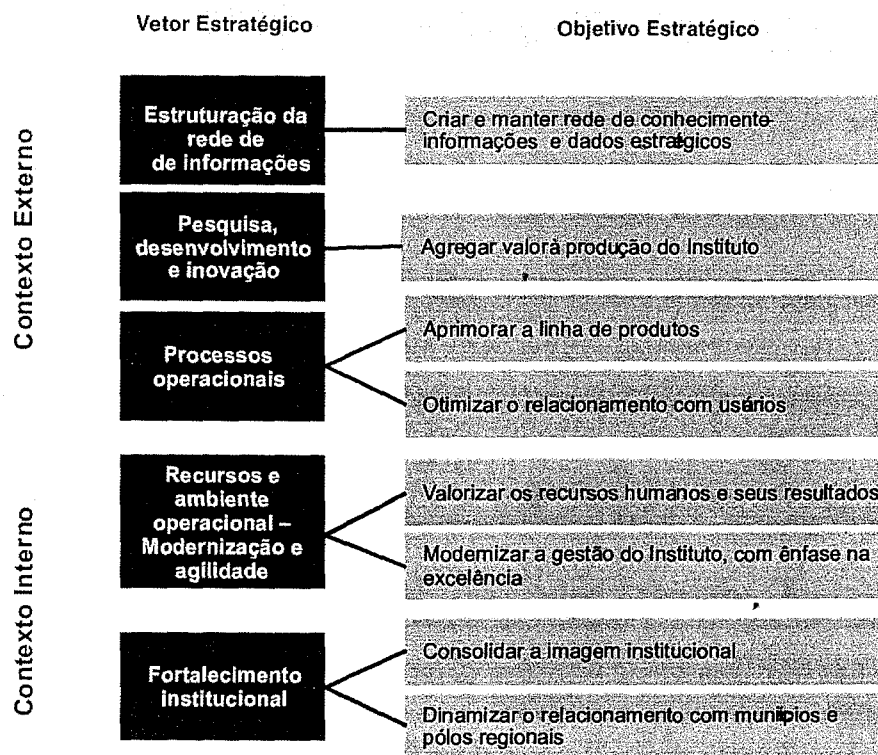 Vetor Estratégico
Objetivo Estratégico
Contexto Externo
Estruturação da
rede de
de informações
Criar e manter rede de conhecimente
informações e dados estratégicos
Pesquisa,
desenvolvimento
e inovação
Agregar valorá produção do Instituto
Processos
operacionais
Aprimorar a linha de produtos
Otimizar o relacionamento com usuários
Contexto Interno
Recursos e
ambiente
operacional –
Modernização e
agilidade
Valorizar os recursos humanos e seus resultados
Modernizar a gestão do Instituto, com ênfase na
excelência
Fortalecimento
institucional
Consolidar a imagem institucional
Dinamizar o relacionamento com municípios e
pólos regionais